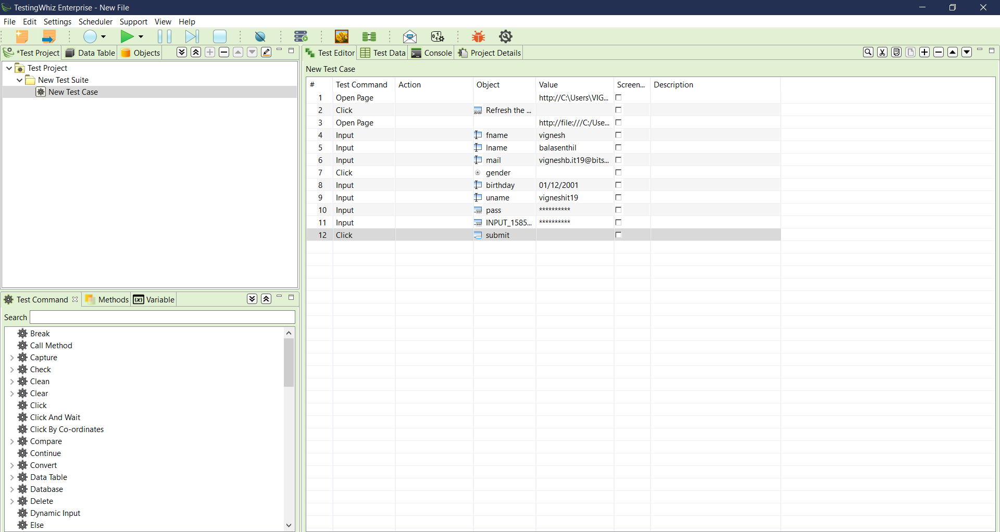 TestingWhiz Enterprise - New File
File Edit Settings Scheduler Support View Help
*Test Project Data Table Objects
Test Project
New Test Suite
New Test Case
Test Command Methods Variable
Search
Break
Call Method
Capture
Check
Clean
Clear
Click
Click And Wait
Click By Co-ordinates
Compare
Continue
Convert
Data Table
Database
Delete
Dynamic Input
Else
Test Editor Test Data Console Project Details
New Test Case
# Test Command Action Object Value Screen... Description
1 Open Page http://C:\Users\VIG...
2 Click Refresh the ...
3 Open Page http://file:///C:/Use...
4 Input fname vignesh
5 Input lname balasenthil
6 Input mail vigneshb.it19@bits...
7 Click gender
8 Input birthday 01/12/2001
9 Input uname vigneshit19
10 Input pass **********
11 Input INPUT_1585... **********
12 Click submit